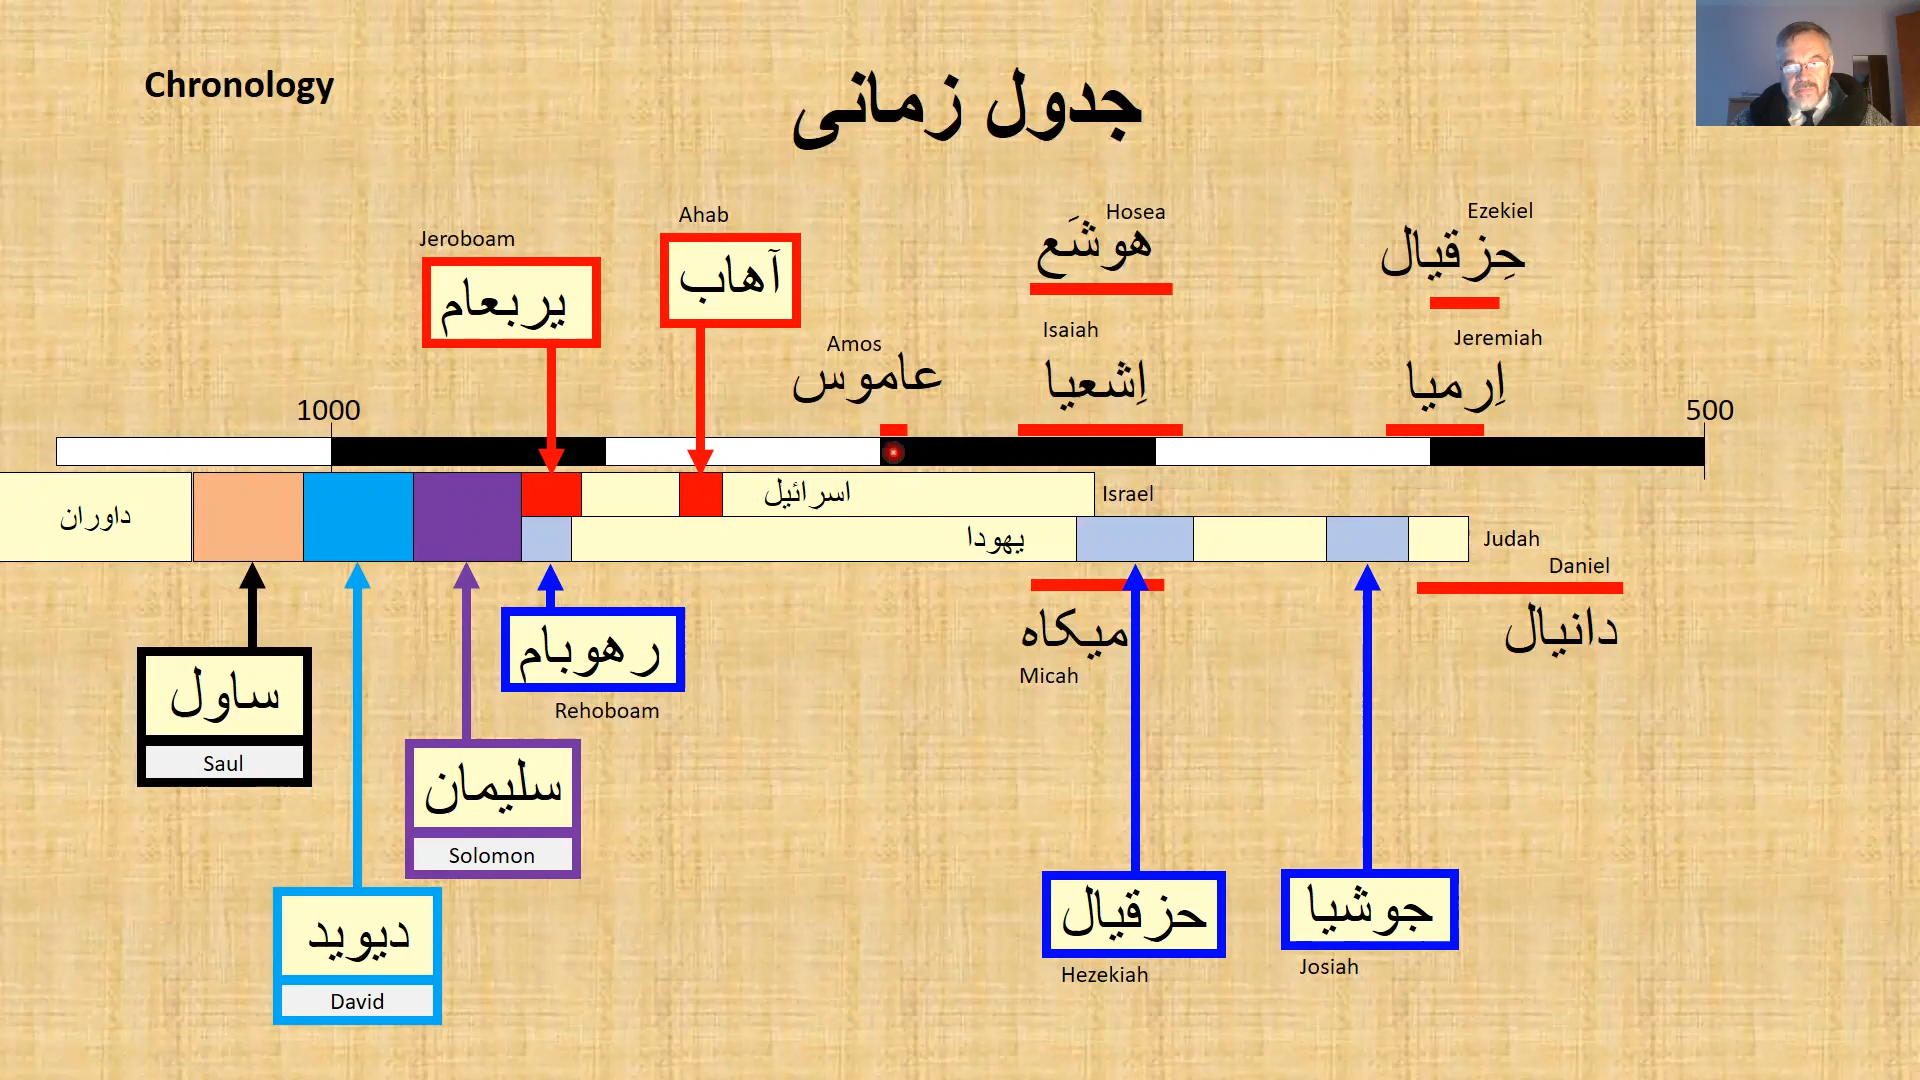 Chronology
جدول زمانی
Ahab
آهاب
Jeroboam
یربعام
Hosea
هوشَع
Ezekiel
حِزقیال
Amos
عاموس
Isaiah
اِشعیا
Jeremiah
اِرمیا
1000
500
داوران
اسرائیل
Israel
یهودا
Judah
Daniel
دانیال
میکاه
Micah
رهوبام
Rehoboam
ساول
Saul
سلیمان
Solomon
دیوید
David
حزقیال
Hezekiah
جوشیا
Josiah